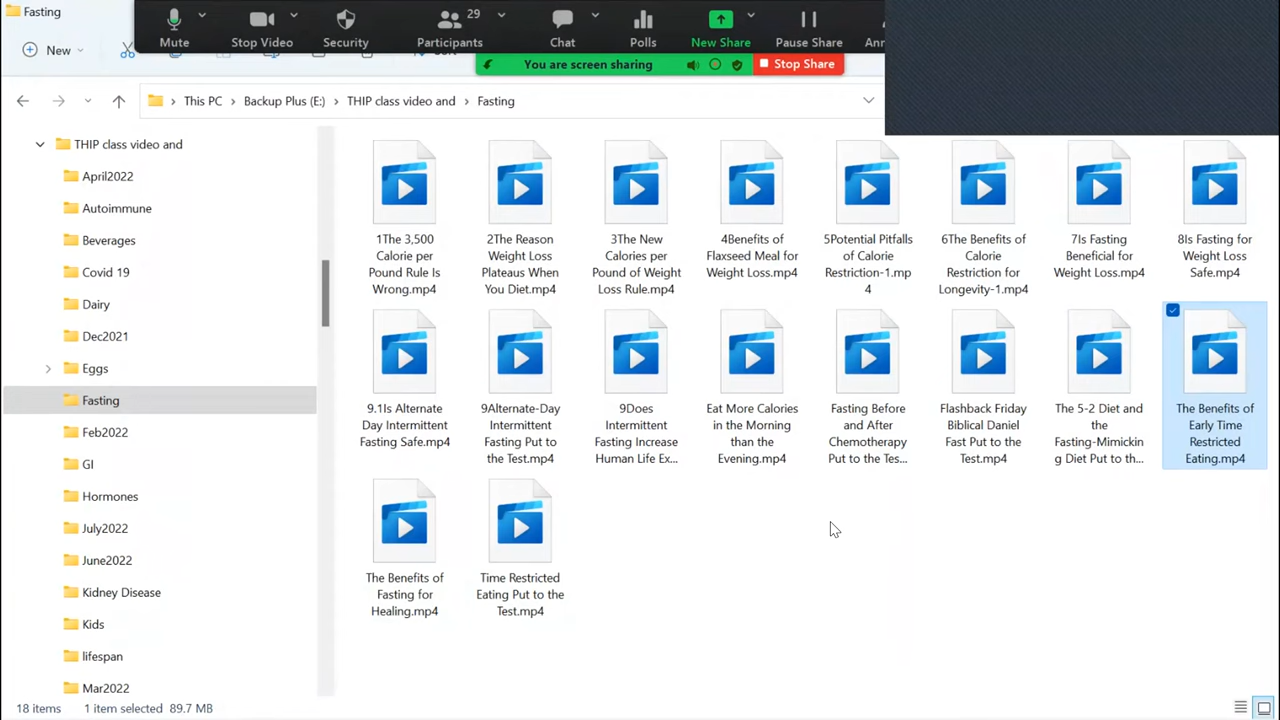 Fasting
29
Mute
Stop Video
Security
Participants
Chat
Polls
New Share
Pause Share
New
You are screen sharing
Stop Share
This PC
Backup Plus (E:)
THIP class video and
Fasting
THIP class video and
April2022
Autoimmune
Beverages
Covid 19
Dairy
Dec2021
Eggs
Fasting
Feb2022
GI
Hormones
July2022
June2022
Kidney Disease
Kids
lifespan
Mar2022
1The 3,500
Calorie per
Pound Rule Is
Wrong.mp4
2The Reason
Weight Loss
Plateaus When
You Diet.mp4
3The New
Calories per
Pound of Weight
Loss Rule.mp4
4Benefits of
Flaxseed Meal for
Weight Loss.mp4
5Potential Pitfalls
of Calorie
Restriction-1.mp
4
6The Benefits of
Calorie
Restriction for
Longevity-1.mp4
7Is Fasting
Beneficial for
Weight Loss.mp4
8Is Fasting for
Weight Loss
Safe.mp4
9.1Is Alternate
Day Intermittent
Fasting Safe.mp4
9Alternate-Day
Intermittent
Fasting Put to
the Test.mp4
9Does
Intermittent
Fasting Increase
Human Life Ex...
Eat More Calories
in the Morning
than the
Evening.mp4
Fasting Before
and After
Chemotherapy
Put to the Tes...
Flashback Friday
Biblical Daniel
Fast Put to the
Test.mp4
The 5-2 Diet and
the
Fasting-Mimickin
g Diet Put to th...
The Benefits of
Early Time
Restricted
Eating.mp4
The Benefits of
Fasting for
Healing.mp4
Time Restricted
Eating Put to the
Test.mp4
18 items
1 item selected 89.7 MB